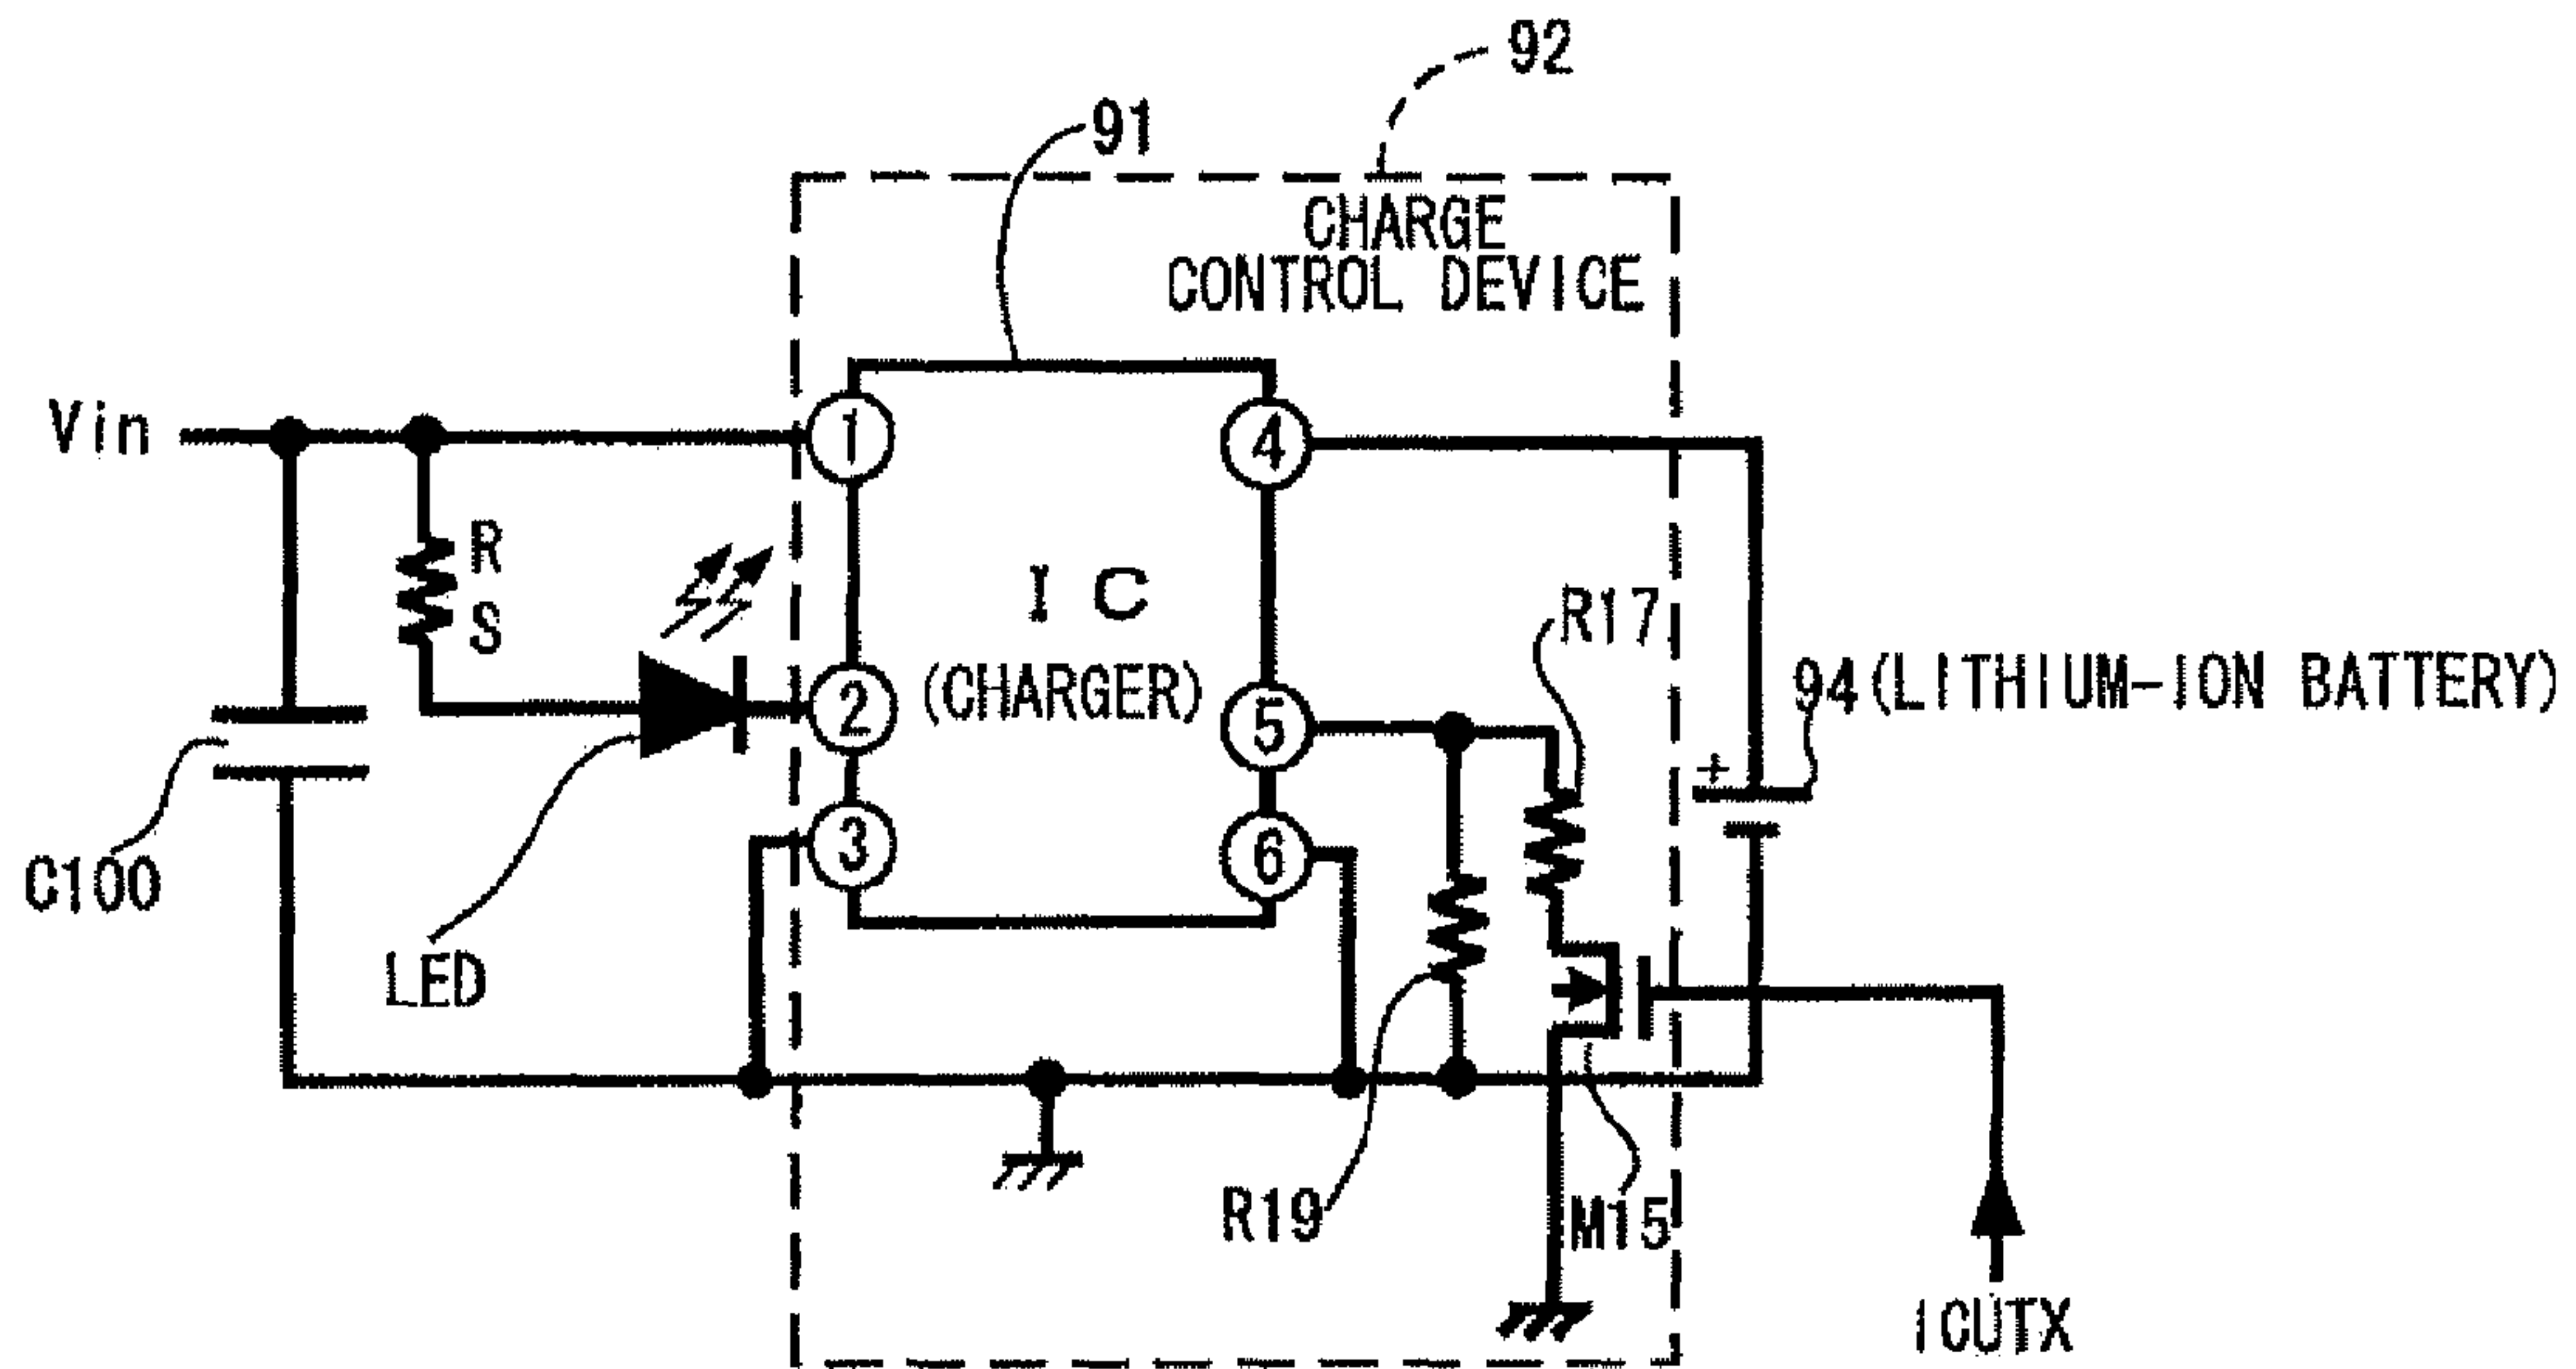 92
91
CHARGE
CONTROL DEVICE
Vin
1
4
R
S
I C
(CHARGER)
R17
94(LITHIUM-ION BATTERY)
2
5
+
3
6
C100
LED
R19
M15
ICUTX